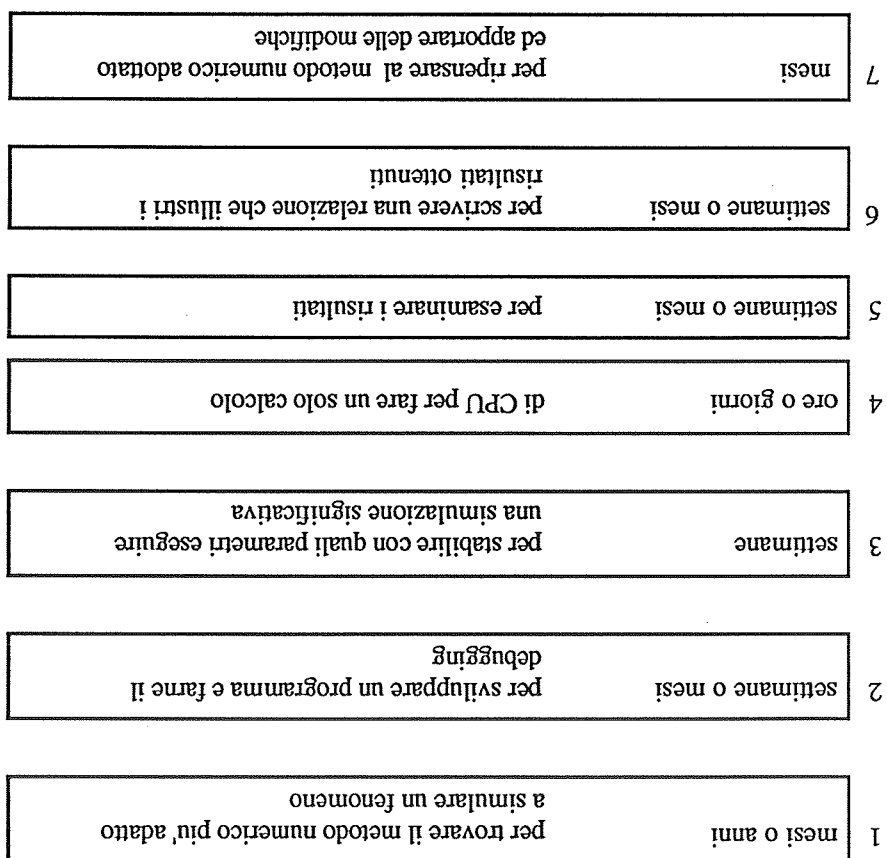 1 mesi o anni per trovare il metodo numerico piu' adatto
a simulare un fenomeno
2 settimane o mesi per sviluppare un programma e farne il
debugging
3 settimane per stabilire con quali parametri eseguire
una simulazione significativa
4 ore o giorni di CPU per fare un solo calcolo
5 settimane o mesi per esaminare i risultati
6 settimane o mesi per scrivere una relazione che illustri i
risultati ottenuti
7 mesi per ripensare al metodo numerico adottato
ed apportare delle modifiche